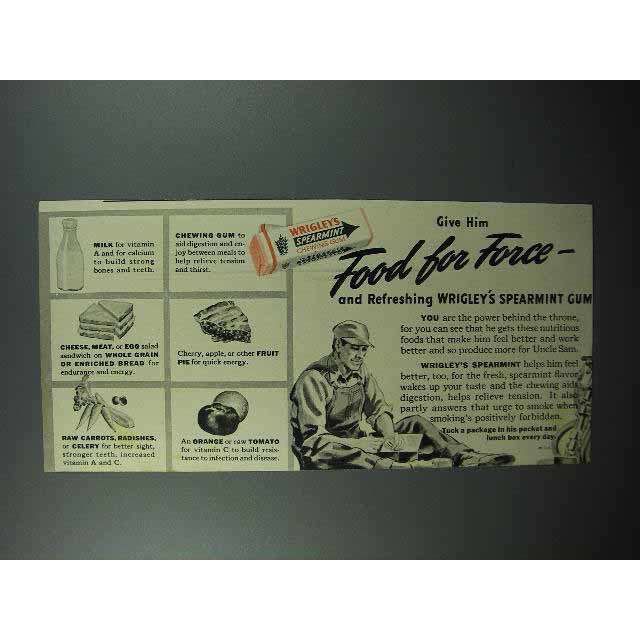 MILK for vitamin
A and for calcium
to build strong
bones and teeth.
CHEWING GUM to
aid digestion and en-
joy between meals to
help relieve tension
and thirst.
CHEESE, MEAT, or EGG salad
sandwich on WHOLE GRAIN
OR ENRICHED BREAD for
endurance and energy.
Cherry, apple, or other FRUIT
PIE for quick energy.
RAW CARROTS, RADISHES,
or CELERY for better sight,
stronger teeth, increased
vitamin A and C.
An ORANGE or raw TOMATO
for vitamin C to build resis-
tance to infection and disease.
WRIGLEY'S
SPEARMINT
CHEWING GUM
Give Him
Food for Force—
and Refreshing WRIGLEY'S SPEARMINT GUM
YOU are the power behind the throne,
for you can see that he gets these nutritious
foods that make him feel better and work
better and so produce more for Uncle Sam.
WRIGLEY'S SPEARMINT helps him feel
better, too, for the fresh, spearmint flavor
wakes up your taste and the chewing aids
digestion, helps relieve tension. It also
partly answers that urge to smoke when
smoking's positively forbidden.
Tuck a package in his pocket and
lunch box every day.